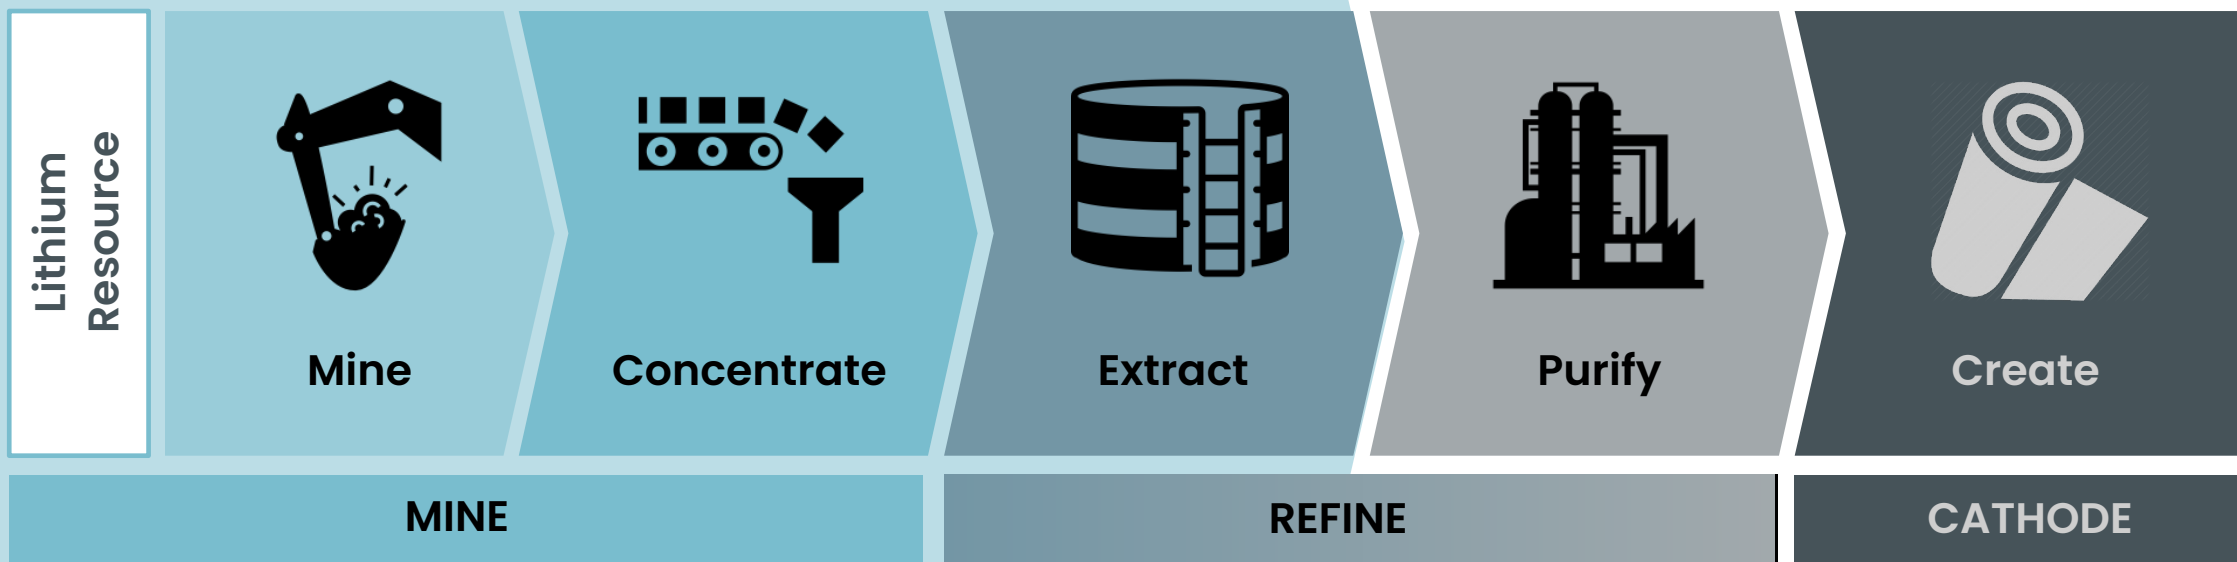 Lithium
Resource
Mine
Concentrate
Extract
Purify
Create
MINE
REFINE
CATHODE